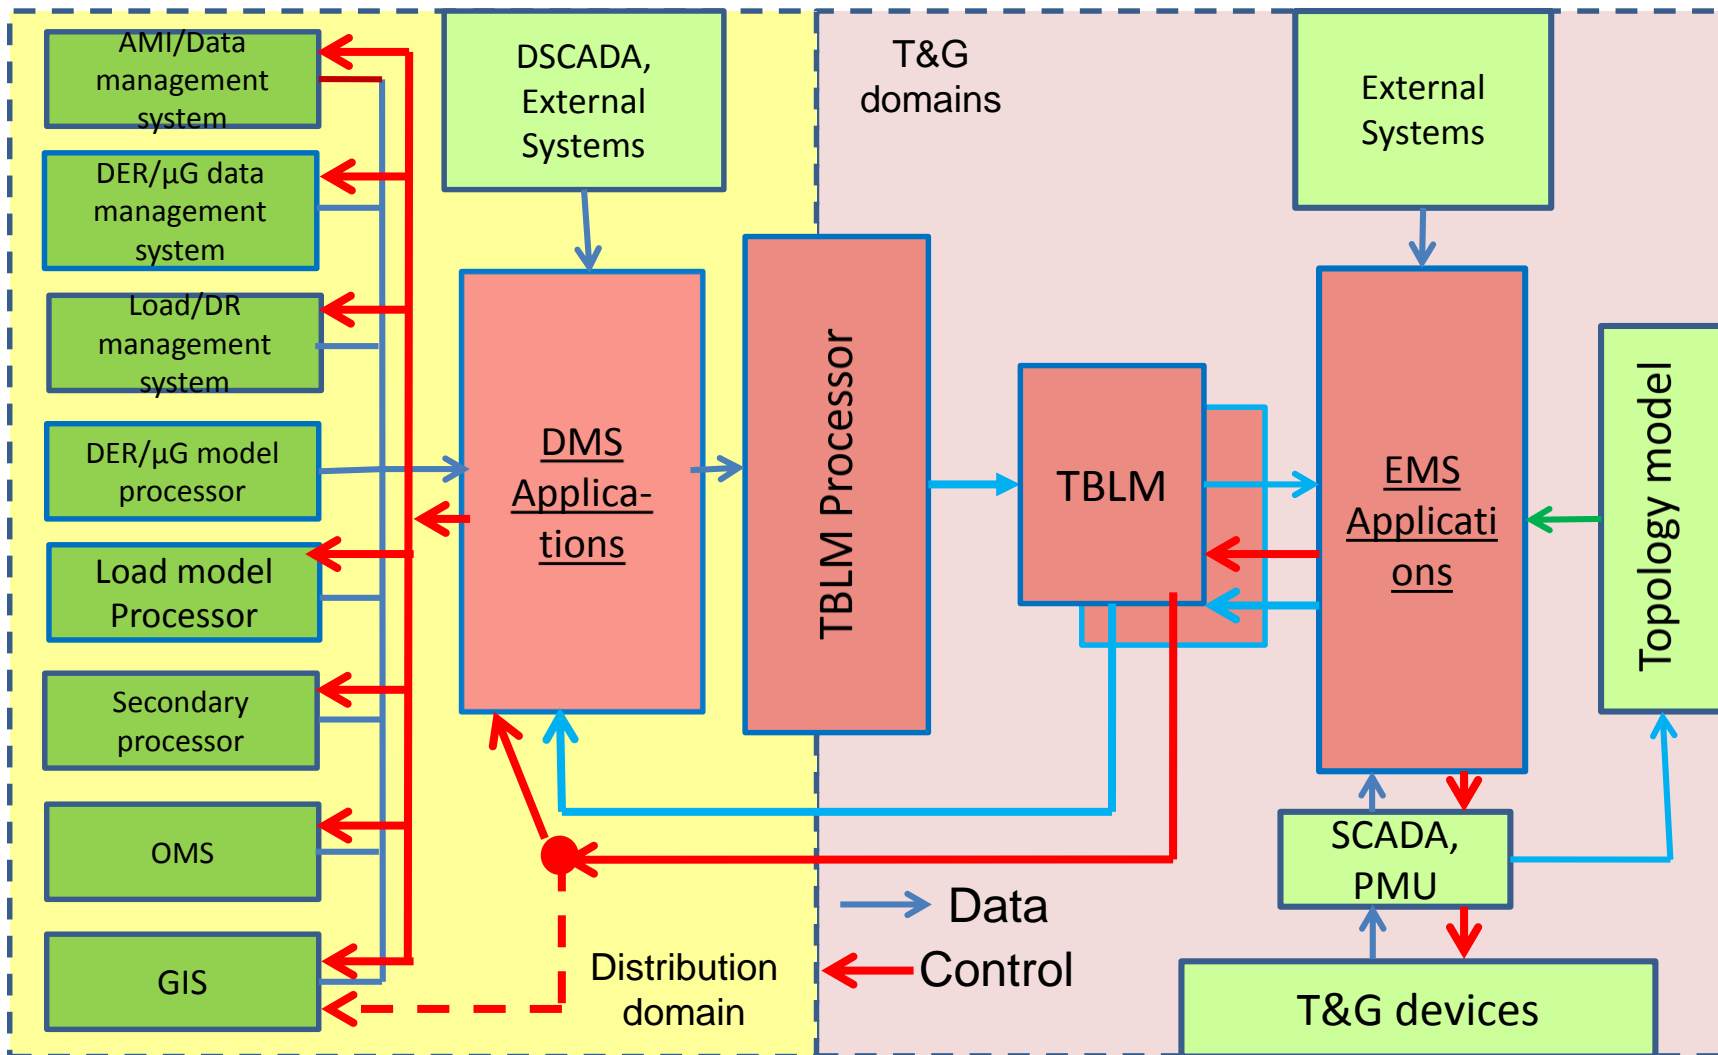 AMI/Data
management
system
DER/µG data
management
system
Load/DR
management
system
DER/µG model
processor
Load model
Processor
Secondary
processor
OMS
GIS
DSCADA,
External
Systems
DMS
Applica-
tions
Distribution
domain
TBLM Processor
T&G
domains
TBLM
External
Systems
EMS
Applicati
ons
Topology model
SCADA,
PMU
T&G devices
Data
Control